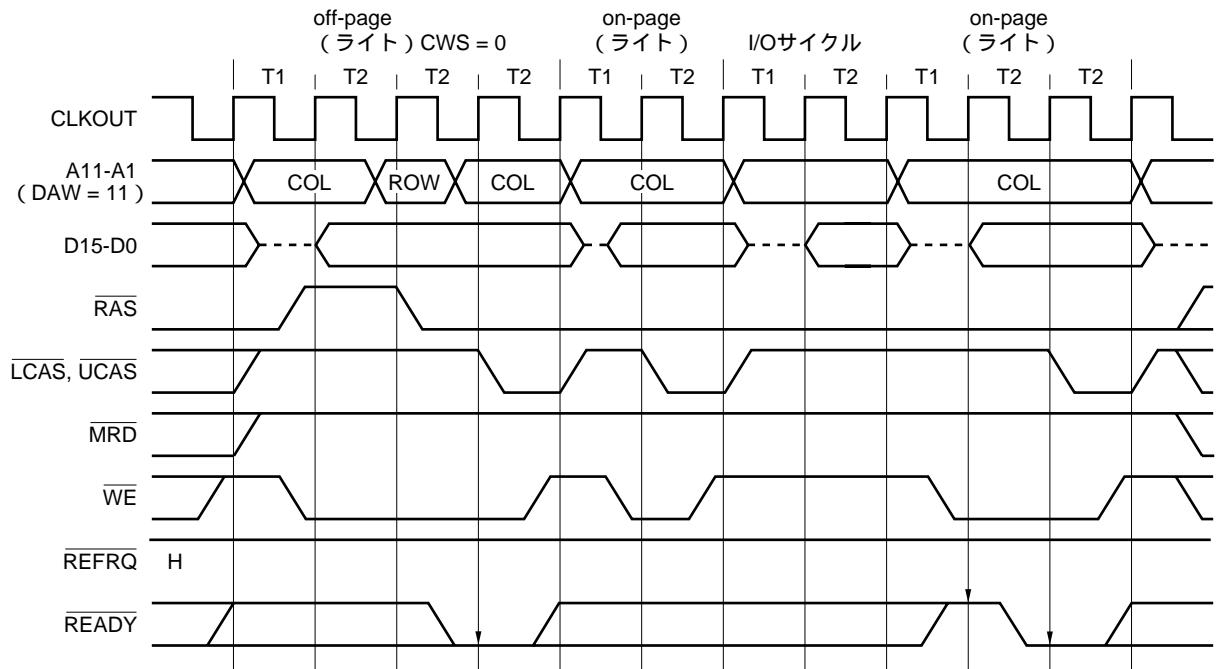 off-page on-page on-page
（ライト）CWS = 0 （ライト） I/Oサイクル （ライト）
T1 T2 T2 T2 T1 T2 T1 T2 T1 T2 T2
CLKOUT
A11-A1
（DAW = 11） COL ROW COL COL COL
D15-D0
RAS
LCAS, UCAS
MRD
WE
REFRQ H
READY